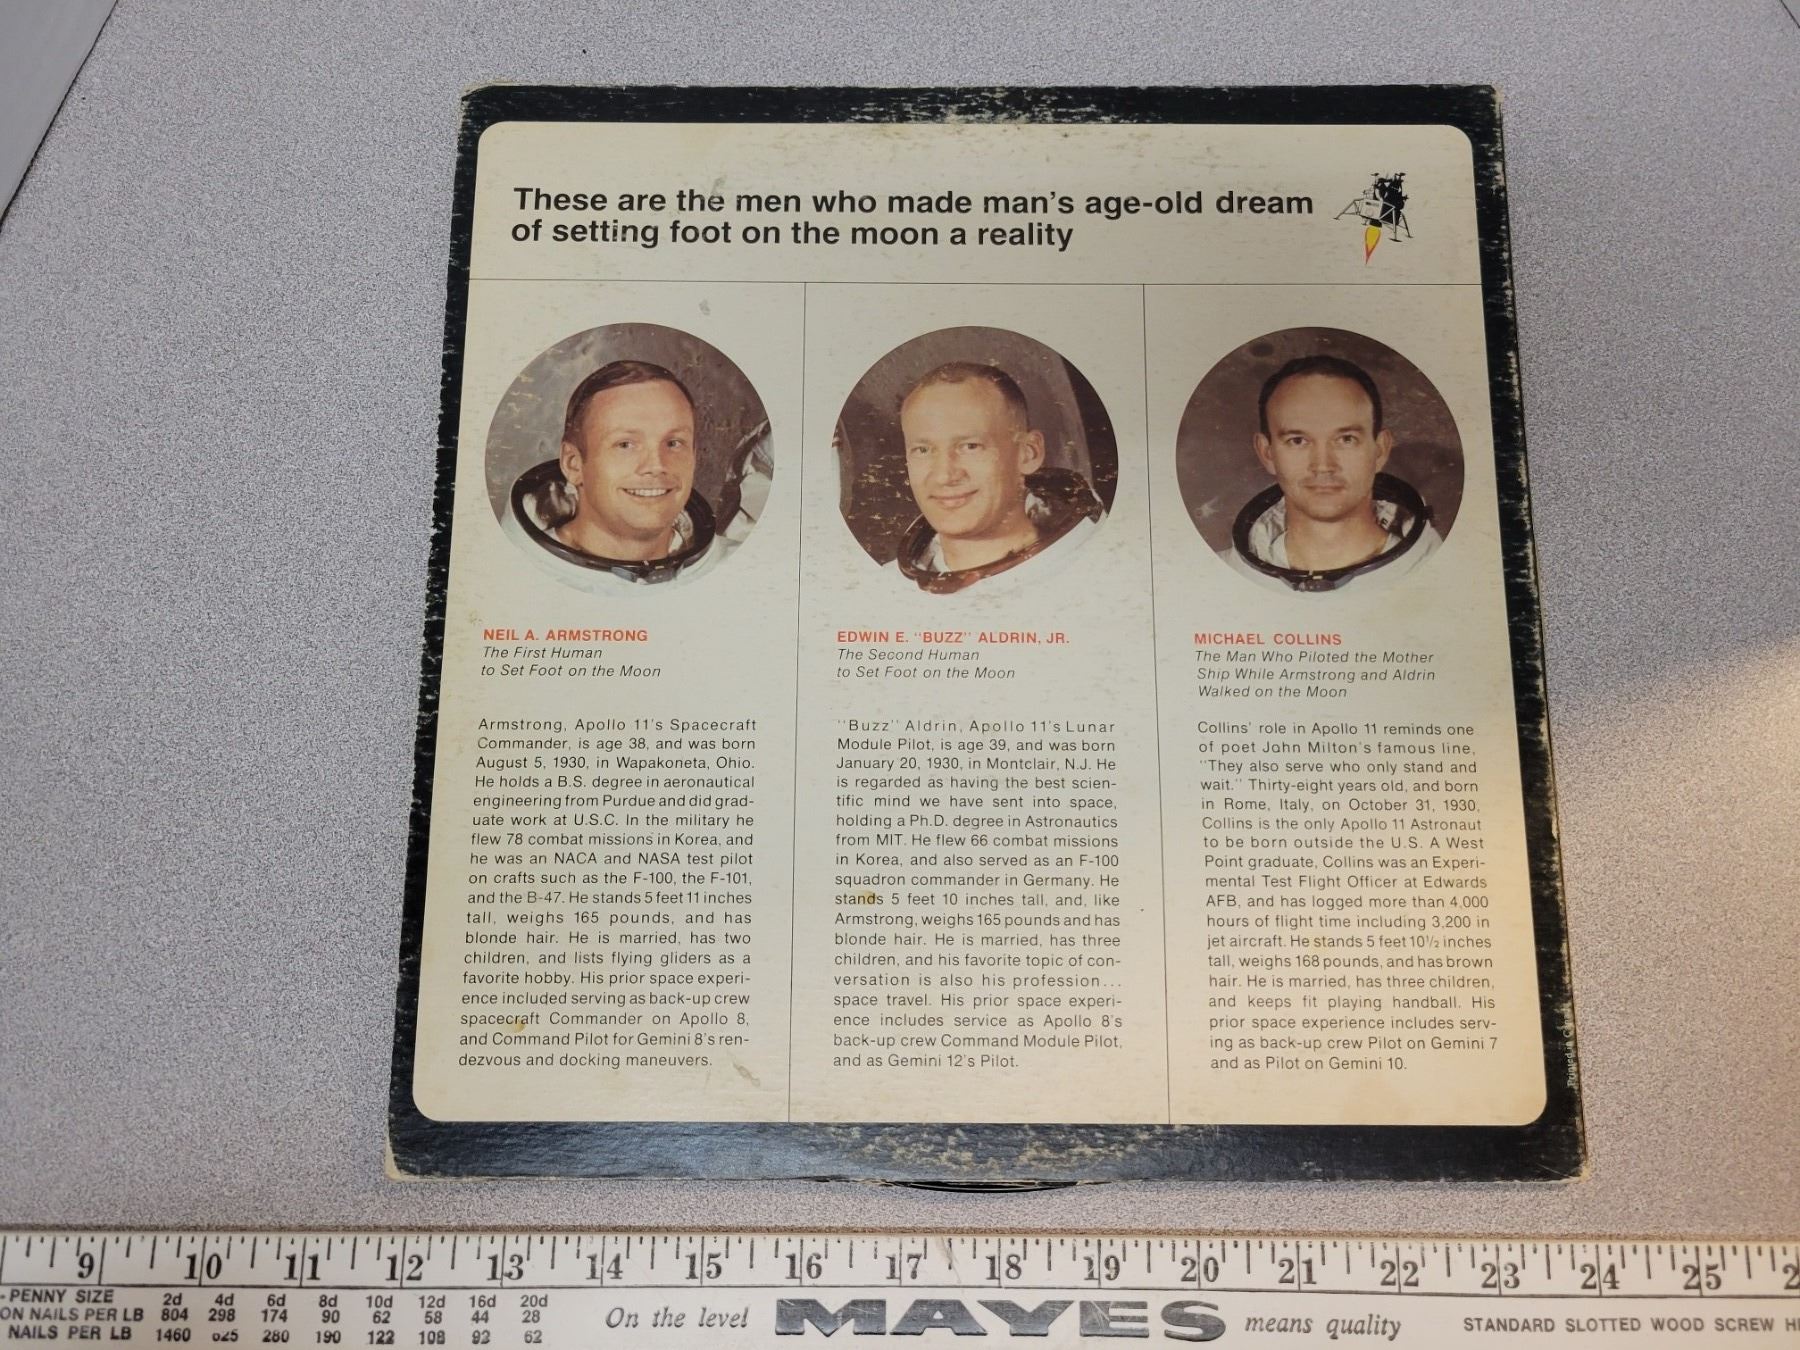 These are the men who made man's age-old dream
of setting foot on the moon a reality
NEIL A. ARMSTRONG
The First Human
to Set Foot on the Moon
Armstrong, Apollo 11's Spacecraft
Commander, is age 38, and was born
August 5, 1930, in Wapakoneta, Ohio.
He holds a B.S. degree in aeronautical
engineering from Purdue and did grad-
uate work at U.S.C. In the military he
flew 78 combat missions in Korea, and
he was an NACA and NASA test pilot
on crafts such as the F-100, the F-101,
and the B-47. He stands 5 feet 11 inches
tall, weighs 165 pounds, and has
blonde hair. He is married, has two
children, and lists flying gliders as a
favorite hobby. His prior space experi-
ence included serving as back-up crew
spacecraft Commander on Apollo 8,
and Command Pilot for Gemini 8's ren-
dezvous and docking maneuvers.
EDWIN E. "BUZZ" ALDRIN, JR.
The Second Human
to Set Foot on the Moon
"Buzz" Aldrin, Apollo 11's Lunar
Module Pilot, is age 39, and was born
January 20, 1930, in Montclair, N.J. He
is regarded as having the best scien-
tific mind we have sent into space,
holding a Ph.D. degree in Astronautics
from MIT. He flew 66 combat missions
in Korea, and also served as an F-100
squadron commander in Germany. He
stands 5 feet 10 inches tall, and, like
Armstrong, weighs 165 pounds and has
blonde hair. He is married, has three
children, and his favorite topic of con-
versation is also his profession...
space travel. His prior space experi-
ence includes service as Apollo 8's
back-up crew Command Module Pilot,
and as Gemini 12's Pilot.
MICHAEL COLLINS
The Man Who Piloted the Mother
Ship While Armstrong and Aldrin
Walked on the Moon
Collins' role in Apollo 11 reminds one
of poet John Milton's famous line,
"They also serve who only stand and
wait." Thirty-eight years old, and born
in Rome, Italy, on October 31, 1930,
Collins is the only Apollo 11 Astronaut
to be born outside the U.S. A West
Point graduate, Collins was an Experi-
mental Test Flight Officer at Edwards
AFB, and has logged more than 4,000
hours of flight time including 3,200 in
jet aircraft. He stands 5 feet 10½ inches
tall, weighs 168 pounds, and has brown
hair. He is married, has three children,
and keeps fit playing handball. His
prior space experience includes serv-
ing as back-up crew Pilot on Gemini 7
and as Pilot on Gemini 10.
Printed in
9 10 11 12 13 14 15 16 17 18 19 20 21 22 23 24 25 2
PENNY SIZE 2d 4d 6d 8d 10d 12d 16d 20d
ON NAILS PER LB 804 298 174 90 62 58 44 28
NAILS PER LB 1460 280 190 122 108 92 62
On the level MAYES means quality
STANDARD SLOTTED WOOD SCREW